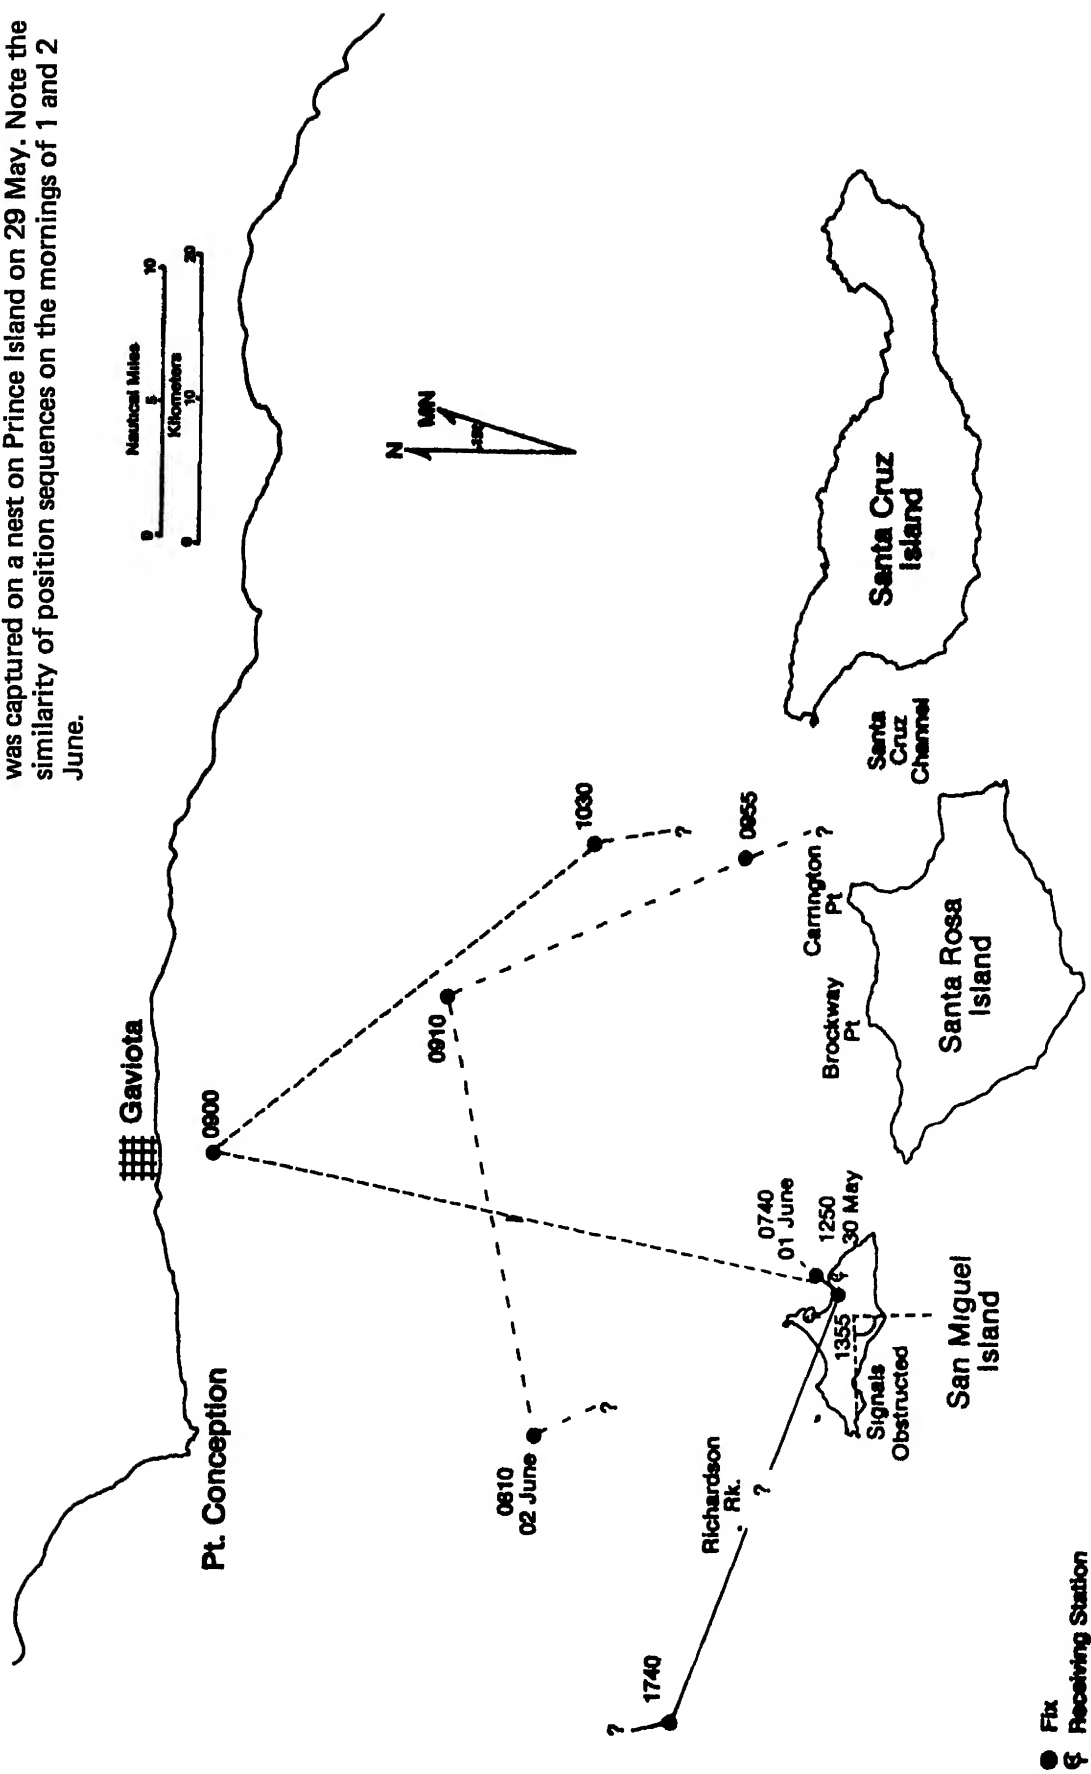 was captured on a nest on Prince Island on 29 May. Note the
similarity of position sequences on the mornings of 1 and 2
June.
Nautical Miles
0 5 10
Kilometers
0 10 20
N
MN
Gaviota
Pt. Conception
0900
0910
1030
?
0955
?
0810
02 June
?
Santa Cruz
Island
Santa
Cruz
Channel
Carrington
Pt
Brockway
Pt
Santa Rosa
Island
0740
01 June
1250
30 May
1355
Signals
Obstructed
San Miguel
Island
Richardson
Rk.
?
1740
?
Fix
Receiving Station